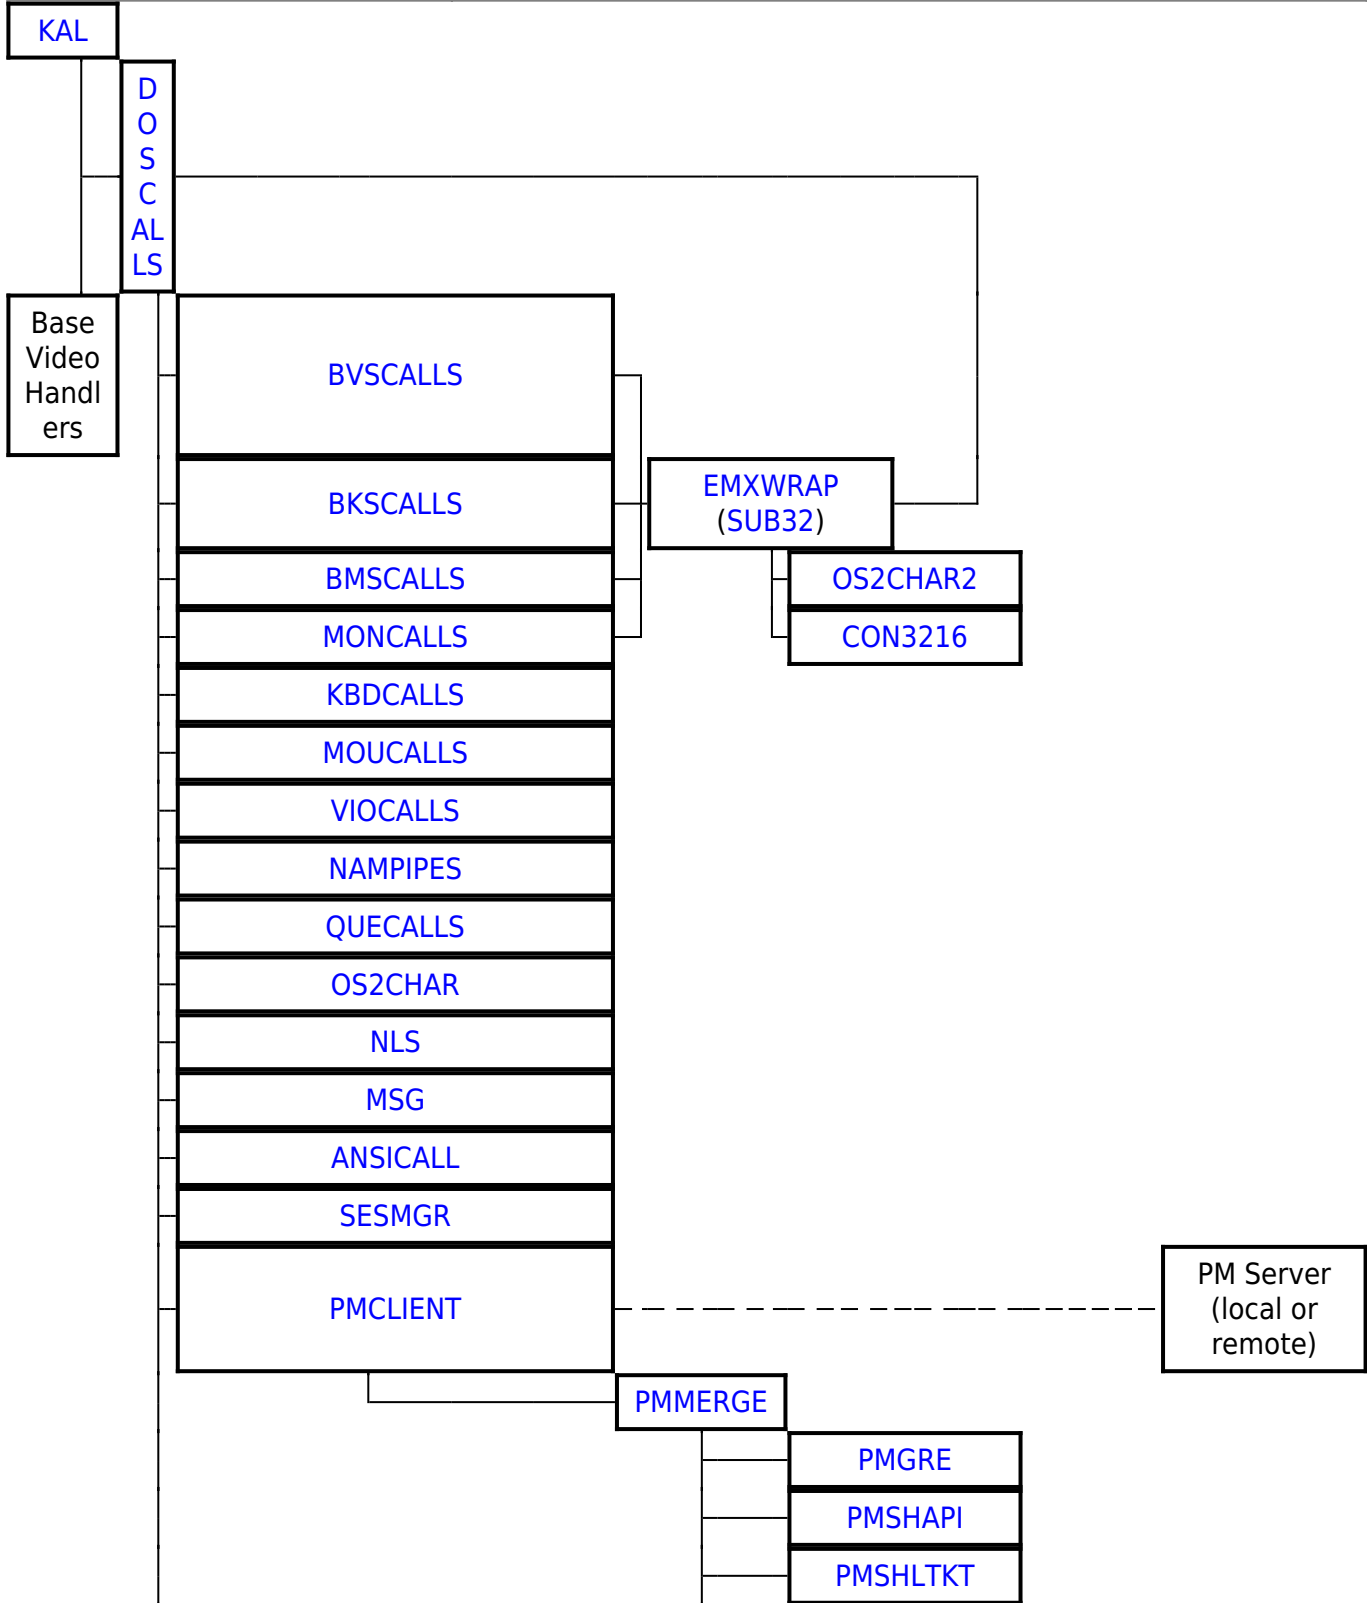 KAL
D
O
S
C
AL
LS
Base
Video
Handl
ers
BVSCALLS
BKSCALLS
EMXWRAP
(SUB32)
BMSCALLS
OS2CHAR2
MONCALLS
CON3216
KBDCALLS
MOUCALLS
VIOCALLS
NAMPIPES
QUECALLS
OS2CHAR
NLS
MSG
ANSICALL
SESMGR
PMCLIENT
PM Server
(local or
remote)
PMMERGE
PMGRE
PMSHAPI
PMSHLTKT